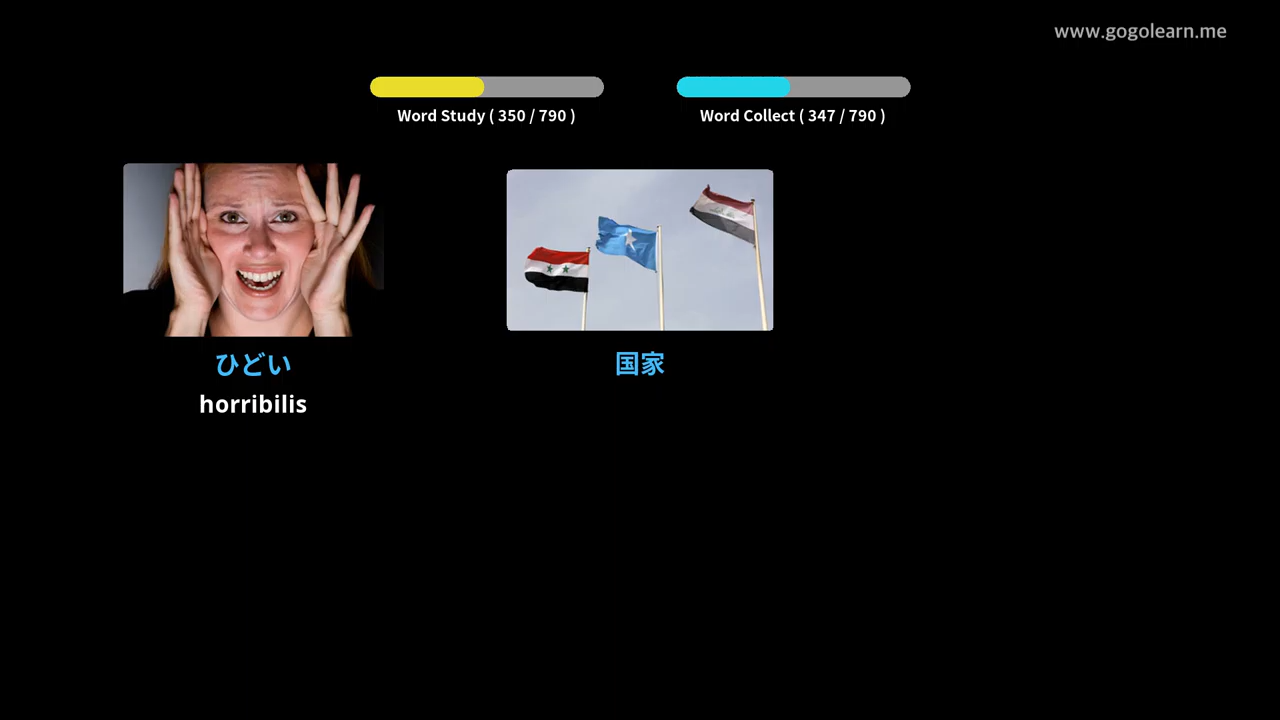 www.gogolearn.me
Word Study ( 350 / 790 )
Word Collect ( 347 / 790 )
ひどい
horribilis
国家